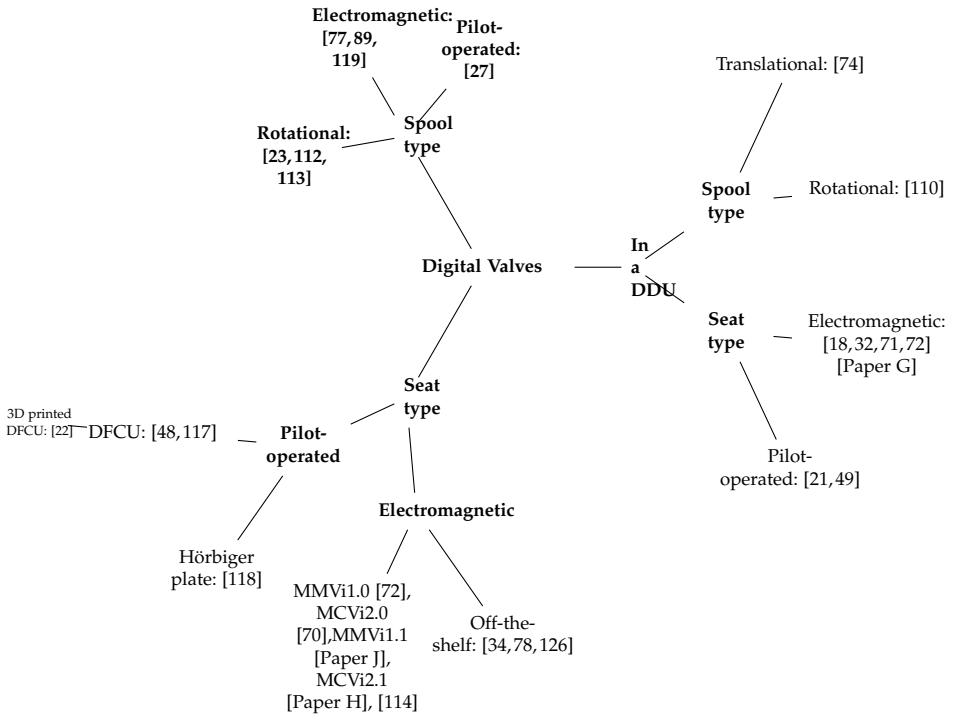 Electromagnetic:
[77,89,
119]
Pilot-
operated:
[27]
Translational: [74]
Spool
type
Rotational:
[23,112,
113]
Spool
type
Rotational: [110]
Digital Valves
In
a
DDU
Seat
type
Electromagnetic:
[18,32,71,72]
[Paper G]
Seat
type
3D printed
DFCU: [22]
DFCU: [48,117]
Pilot-
operated
Pilot-
operated: [21,49]
Electromagnetic
Hörbiger
plate: [118]
MMVi1.0 [72],
MCVi2.0
[70],MMVi1.1
[Paper J],
MCVi2.1
[Paper H], [114]
Off-the-
shelf: [34,78,126]